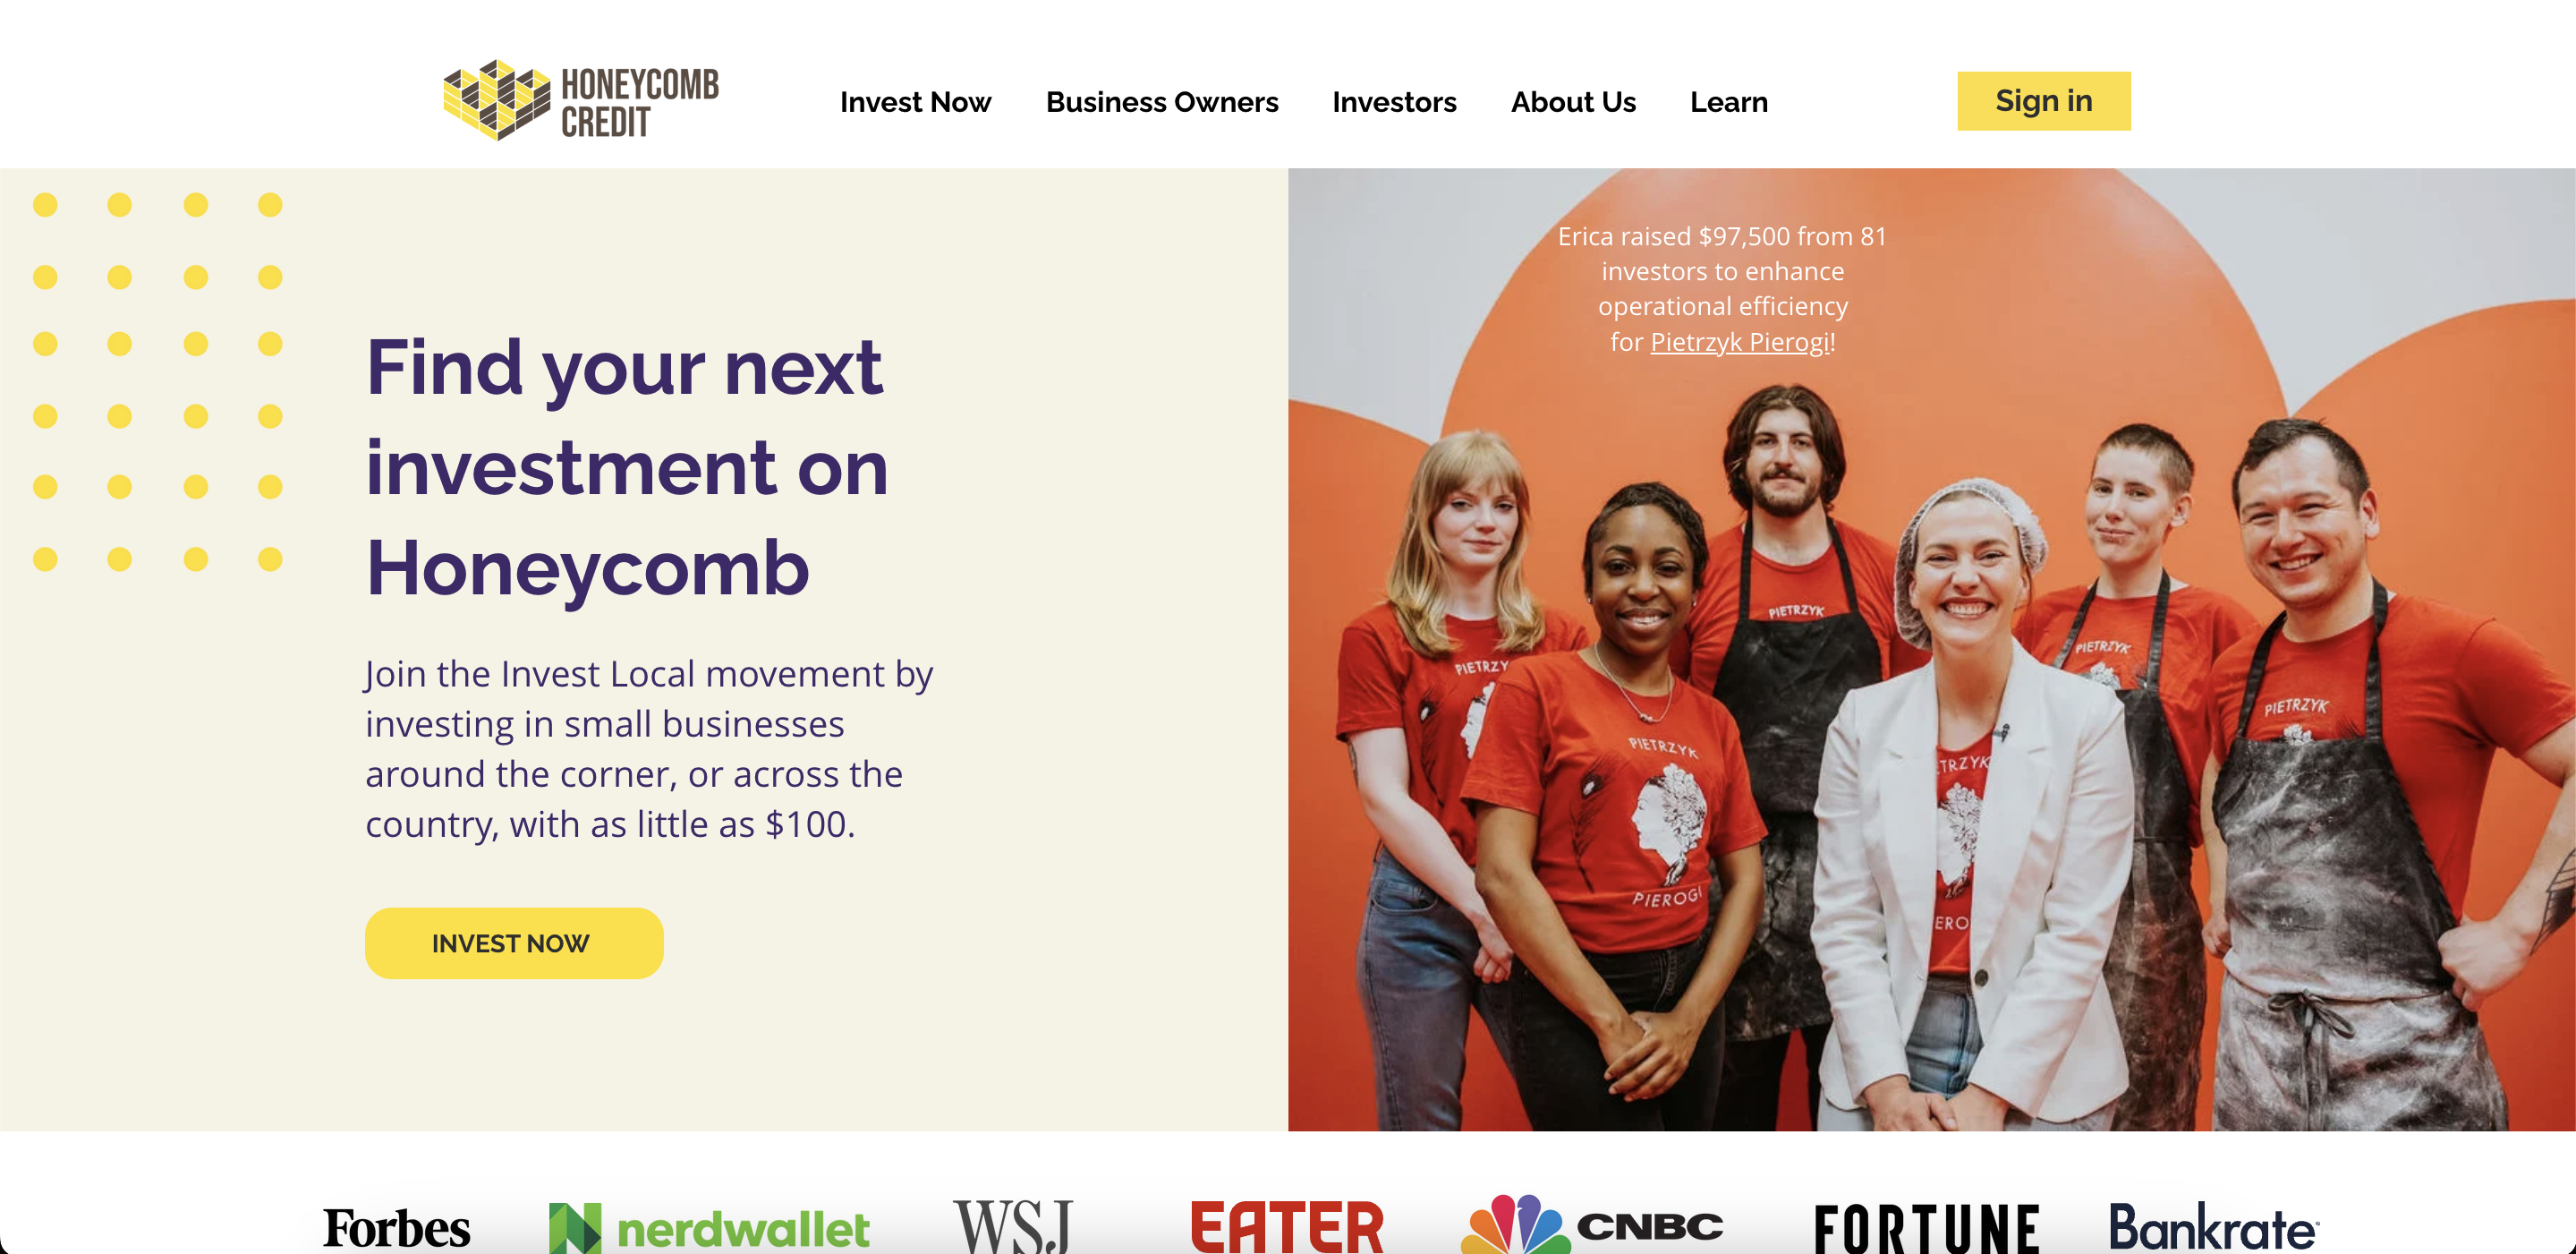 HONEYCOMB
CREDIT
Invest Now
Business Owners
Investors
About Us
Learn
Sign in
Find your next
investment on
Honeycomb
Join the Invest Local movement by
investing in small businesses
around the corner, or across the
country, with as little as $100.
INVEST NOW
Erica raised $97,500 from 81
investors to enhance
operational efficiency
for Pietrzyk Pierogi!
PIETRZY
PIETRZYK
PIEROGI
PIETRZYK
TRZYK
ERO
PIETRZYK
PIETRZYK
Forbes
nerdwallet
WSJ
EATER
CNBC
FORTUNE
Bankrate